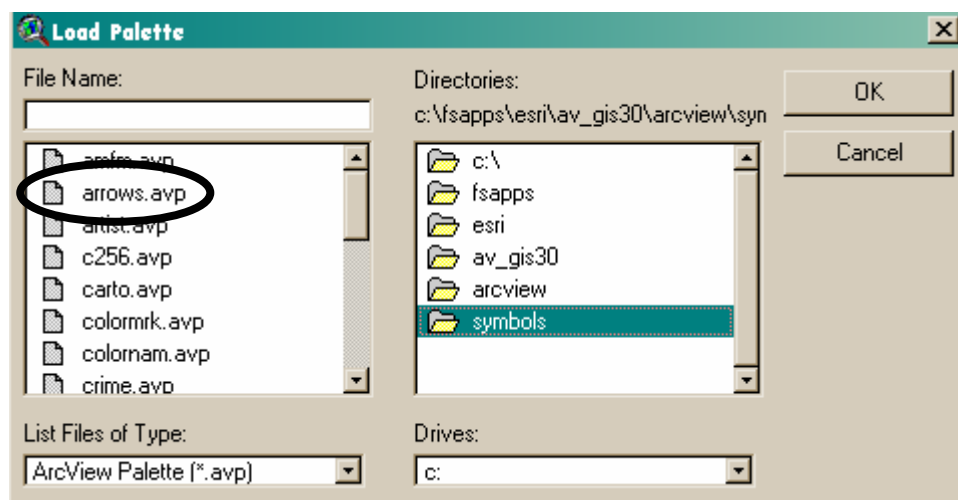 Load Palette
File Name:
amfm.avp
arrows.avp
artist.avp
c256.avp
carto.avp
colormrk.avp
colornam.avp
crime.avp
List Files of Type:
ArcView Palette (*.avp)
Directories:
c:\fsapps\esri\av_gis30\arcview\syn
c:\
fsapps
esri
av_gis30
arcview
symbols
Drives:
c:
OK
Cancel